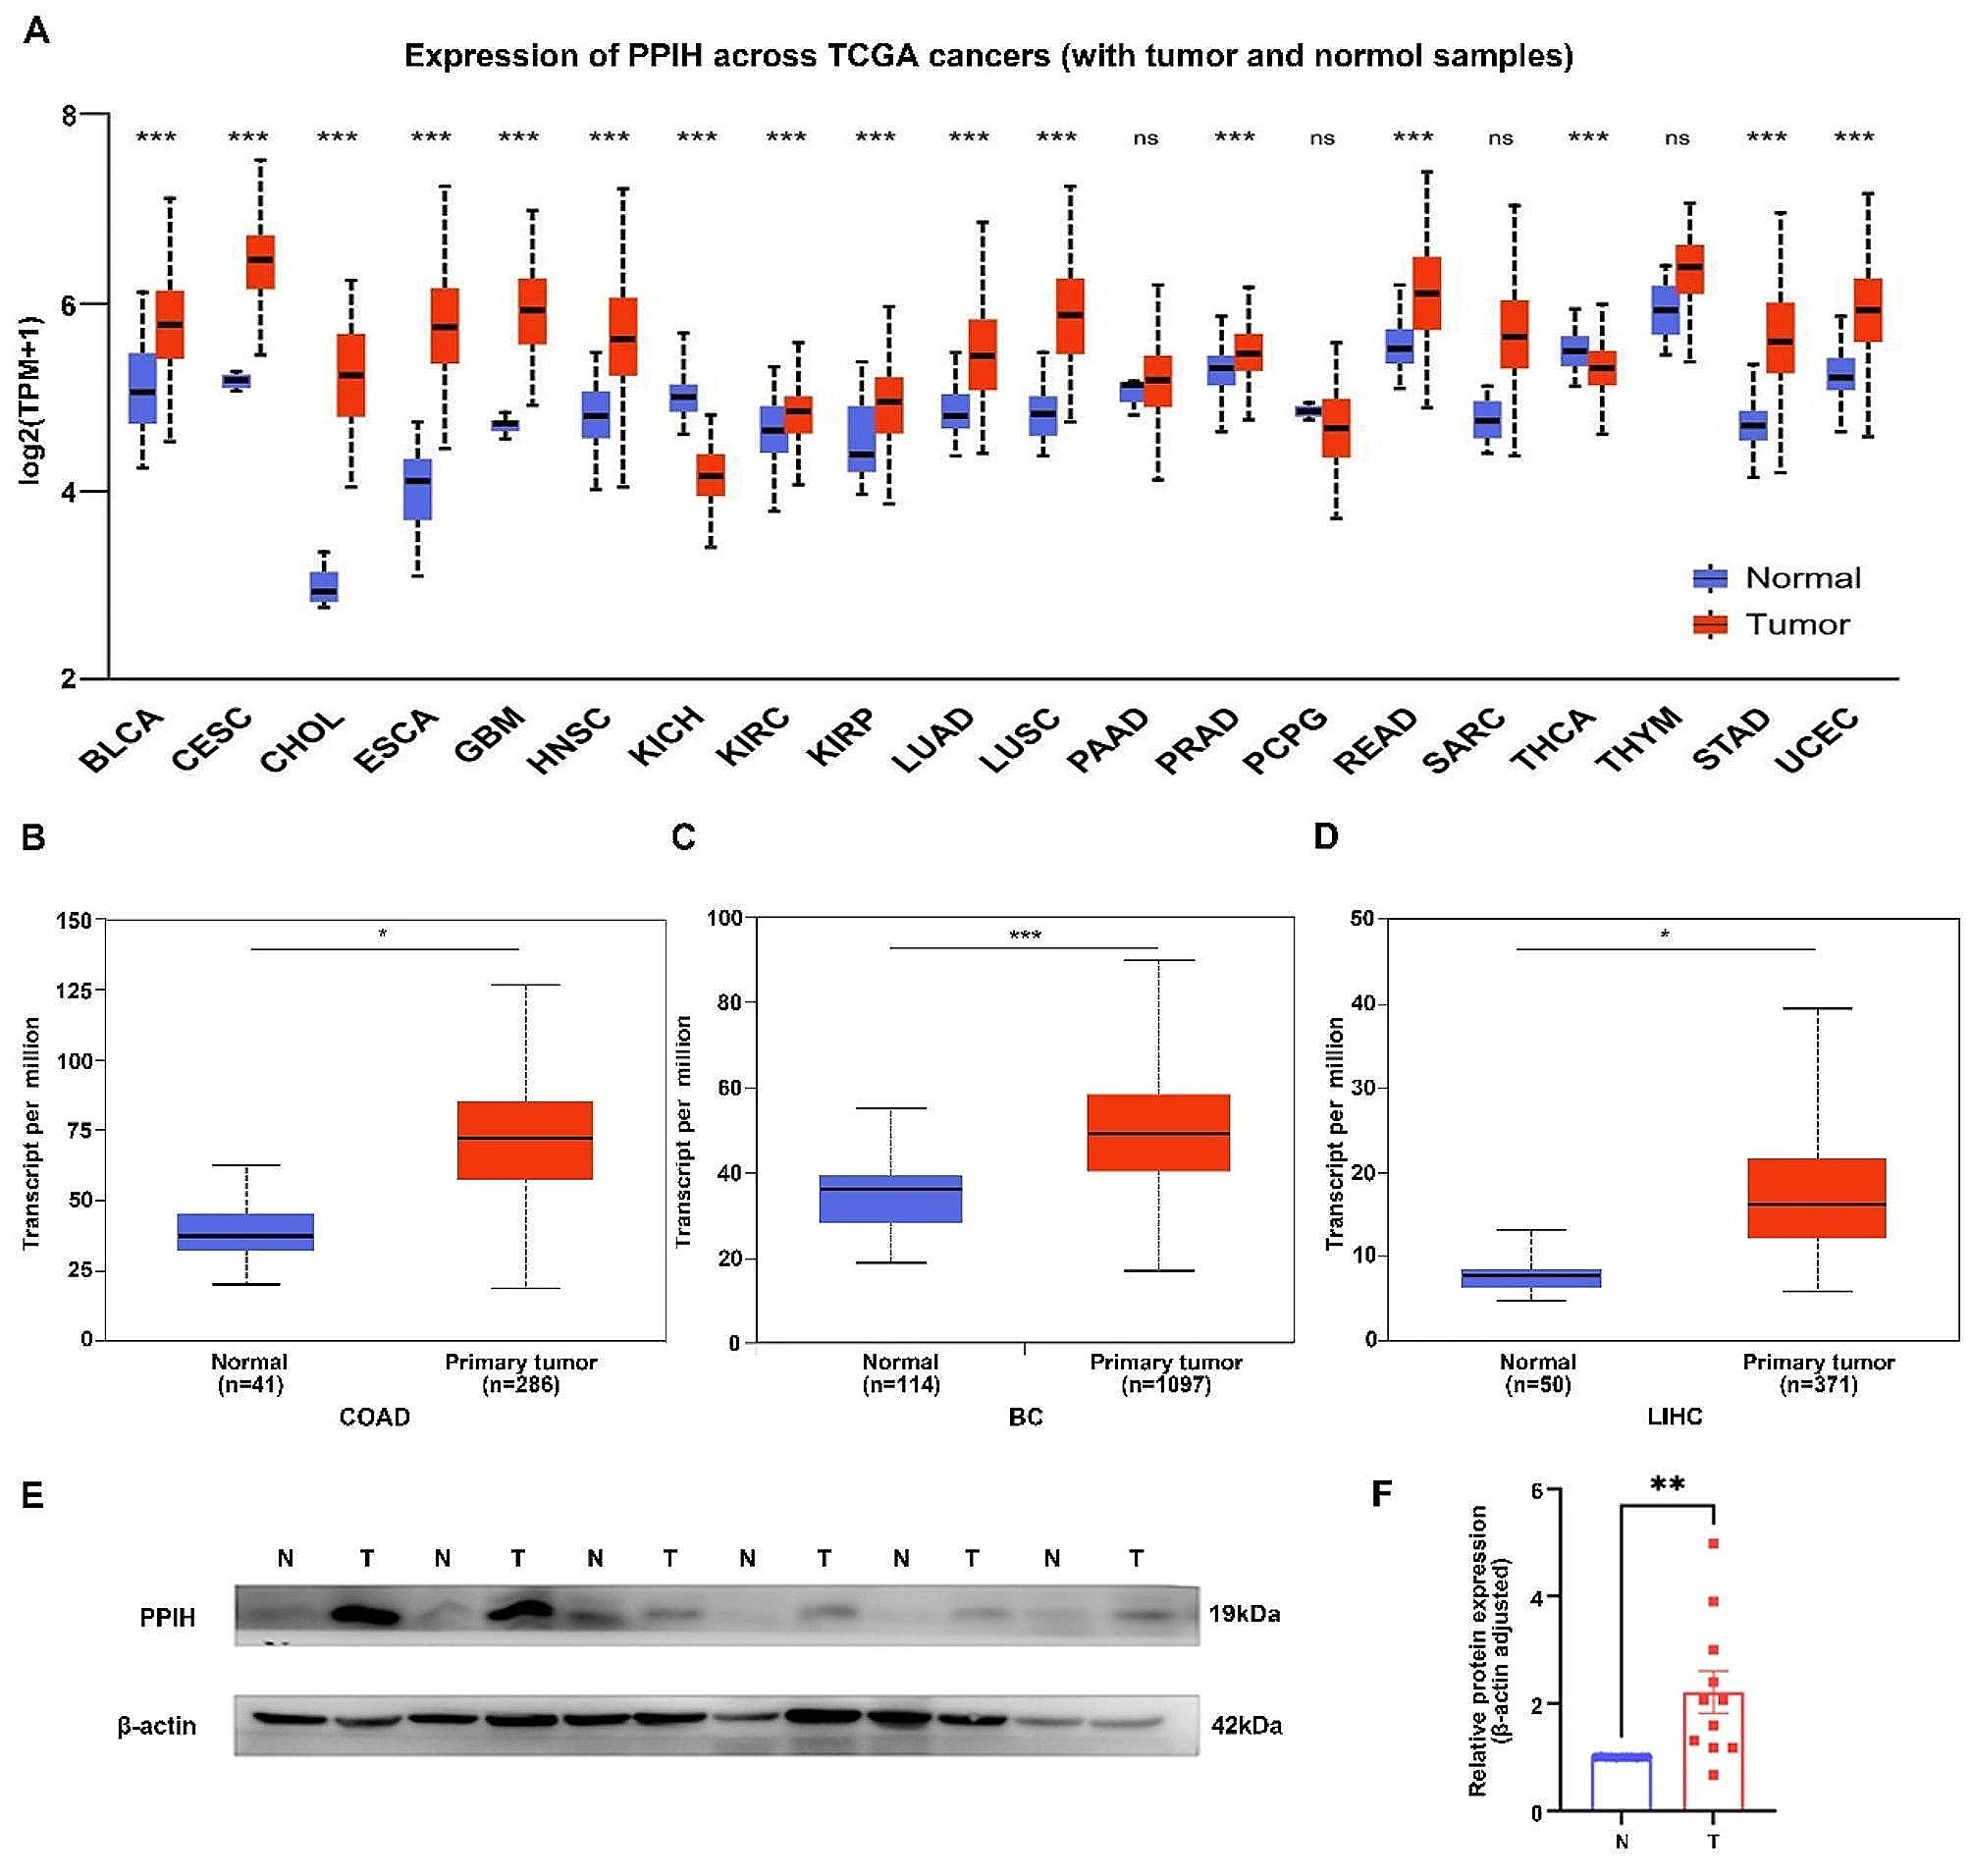 A
Expression of PPIH across TCGA cancers (with tumor and normol samples)
log2(TPM+1)
8
6
4
2
*** *** *** *** *** *** *** *** *** *** *** ns *** ns *** ns *** ns *** ***
Normal
Tumor
BLCA CESC CHOL ESCA GBM HNSC KICH KIRC KIRP LUAD LUSC PAAD PRAD PCPG READ SARC THCA THYM STAD UCEC
B
Transcript per million
150
125
100
75
50
25
0
*
Normal (n=41)
Primary tumor (n=286)
COAD
C
Transcript per million
100
80
60
40
20
0
***
Normal (n=114)
Primary tumor (n=1097)
BC
D
Transcript per million
50
40
30
20
10
0
*
Normal (n=50)
Primary tumor (n=371)
LIHC
E
N T N T N T N T N T N T
PPIH 19kDa
β-actin 42kDa
F
Relative protein expression
(β-actin adjusted)
6
4
2
0
**
N T